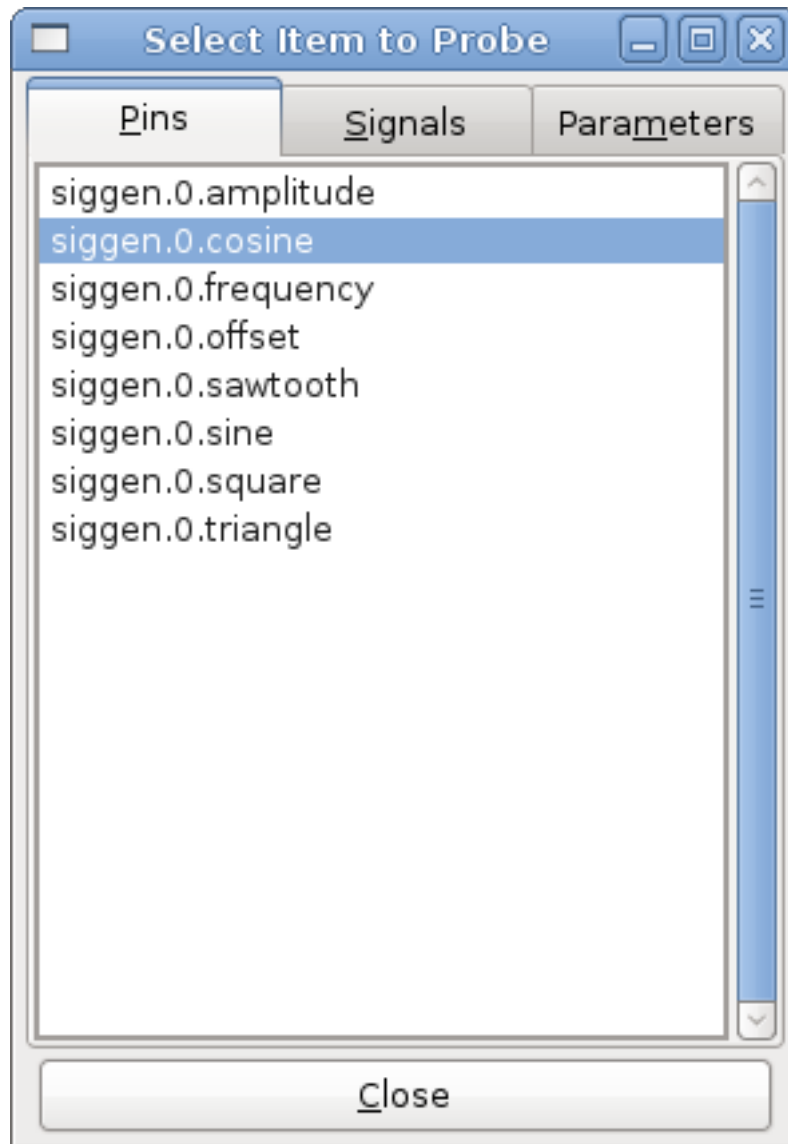 Select Item to Probe
Pins Signals Parameters
siggen.0.amplitude
siggen.0.cosine
siggen.0.frequency
siggen.0.offset
siggen.0.sawtooth
siggen.0.sine
siggen.0.square
siggen.0.triangle
Close